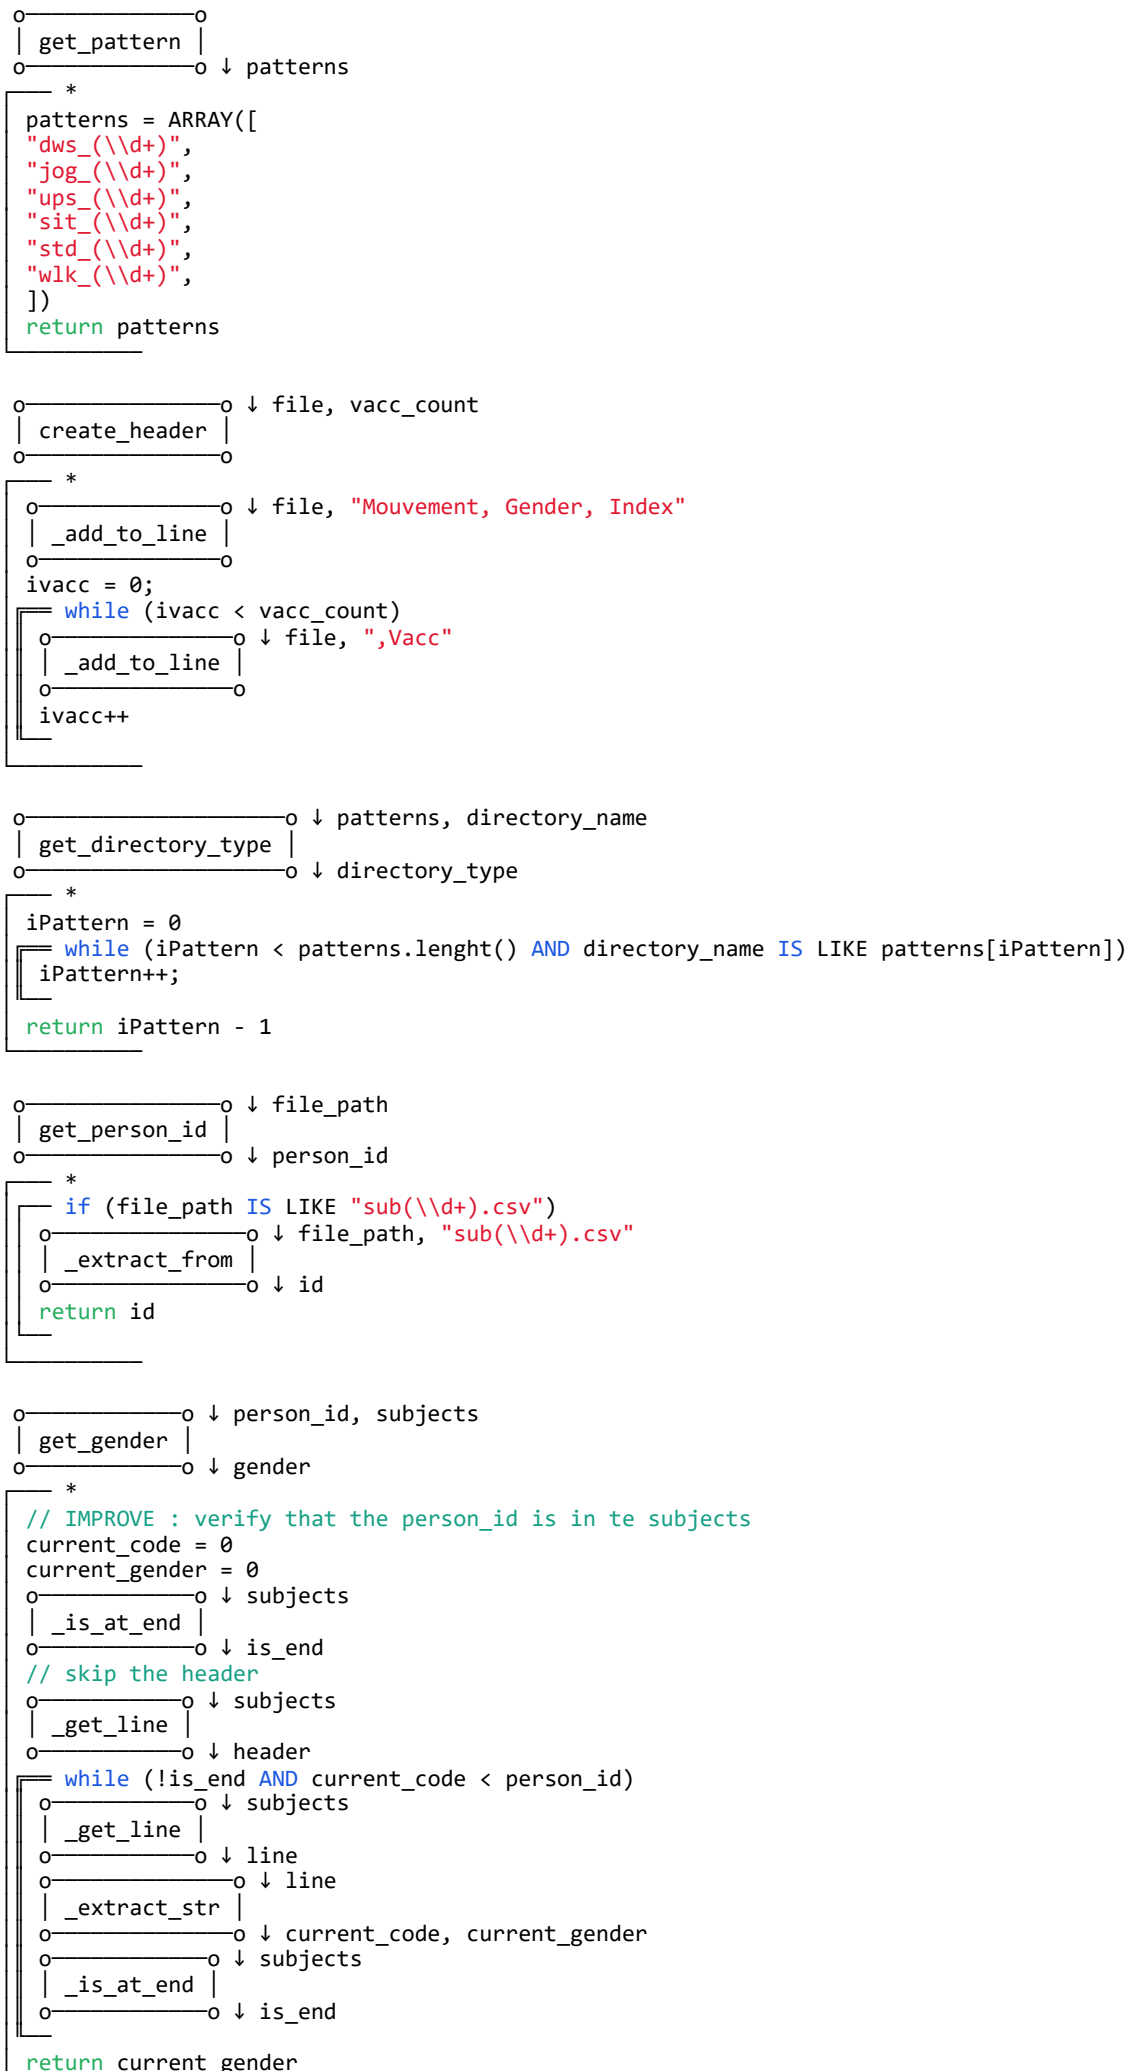 get_pattern
↓ patterns
*
patterns = ARRAY([
"dws_(\\d+)",
"jog_(\\d+)",
"ups_(\\d+)",
"sit_(\\d+)",
"std_(\\d+)",
"wlk_(\\d+)",
])
return patterns
↓ file, vacc_count
create_header
*
↓ file, "Mouvement, Gender, Index"
_add_to_line
ivacc = 0;
while (ivacc < vacc_count)
↓ file, ",Vacc"
_add_to_line
ivacc++
↓ patterns, directory_name
get_directory_type
↓ directory_type
*
iPattern = 0
while (iPattern < patterns.lenght() AND directory_name IS LIKE patterns[iPattern])
iPattern++;
return iPattern - 1
↓ file_path
get_person_id
↓ person_id
*
if (file_path IS LIKE "sub(\\d+).csv")
↓ file_path, "sub(\\d+).csv"
_extract_from
↓ id
return id
↓ person_id, subjects
get_gender
↓ gender
*
// IMPROVE : verify that the person_id is in te subjects
current_code = 0
current_gender = 0
↓ subjects
_is_at_end
↓ is_end
// skip the header
↓ subjects
_get_line
↓ header
while (!is_end AND current_code < person_id)
↓ subjects
_get_line
↓ line
↓ line
_extract_str
↓ current_code, current_gender
↓ subjects
_is_at_end
↓ is_end
return current_gender